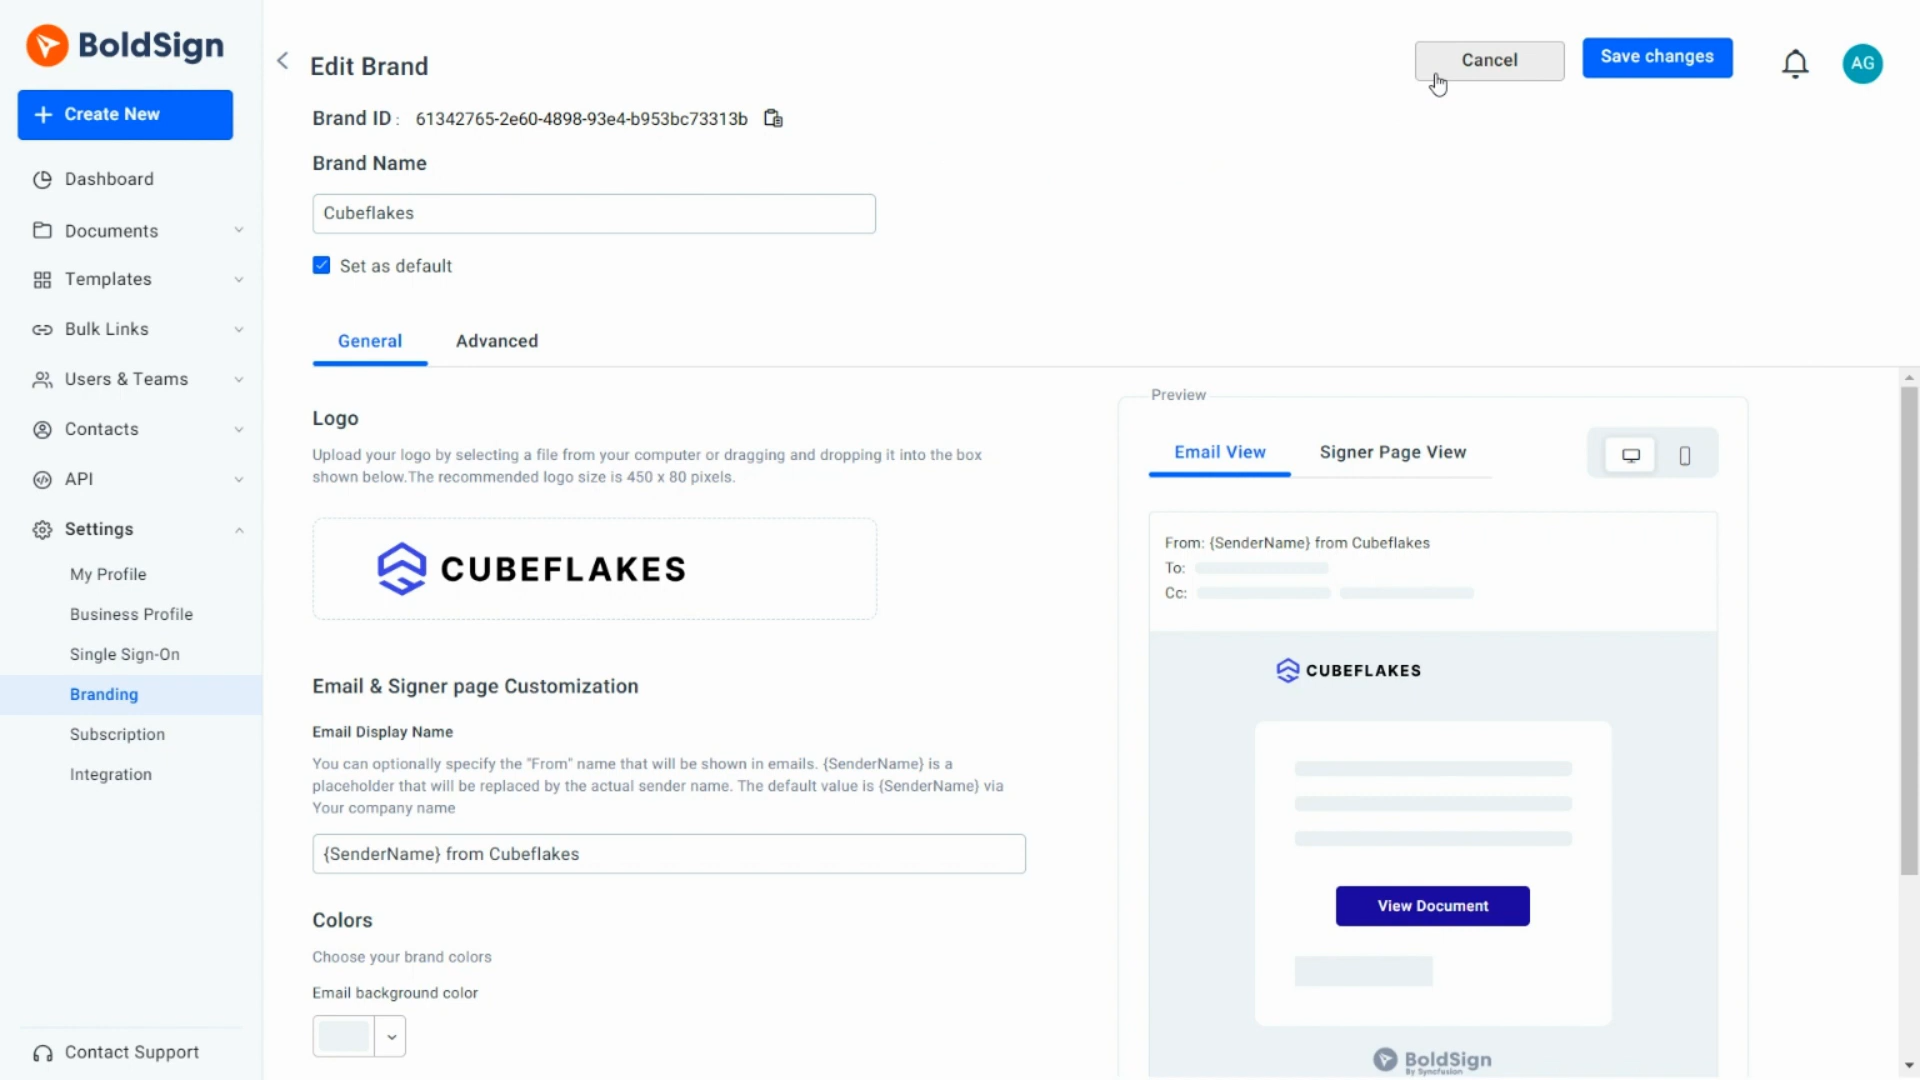 BoldSign
Create New
Dashboard
Documents
Templates
Bulk Links
Users & Teams
Contacts
API
Settings
My Profile
Business Profile
Single Sign-On
Branding
Subscription
Integration
Contact Support
Edit Brand
Cancel
Save changes
AG
Brand ID : 61342765-2e60-4898-93e4-b953bc73313b
Brand Name
Cubeflakes
Set as default
General
Advanced
Logo
Upload your logo by selecting a file from your computer or dragging and dropping it into the box
shown below.The recommended logo size is 450 x 80 pixels.
CUBEFLAKES
Email & Signer page Customization
Email Display Name
You can optionally specify the "From" name that will be shown in emails. {SenderName} is a
placeholder that will be replaced by the actual sender name. The default value is {SenderName} via
Your company name
{SenderName} from Cubeflakes
Colors
Choose your brand colors
Email background color
Preview
Email View
Signer Page View
From: {SenderName} from Cubeflakes
To:
Cc:
CUBEFLAKES
View Document
BoldSign
By Syncfusion